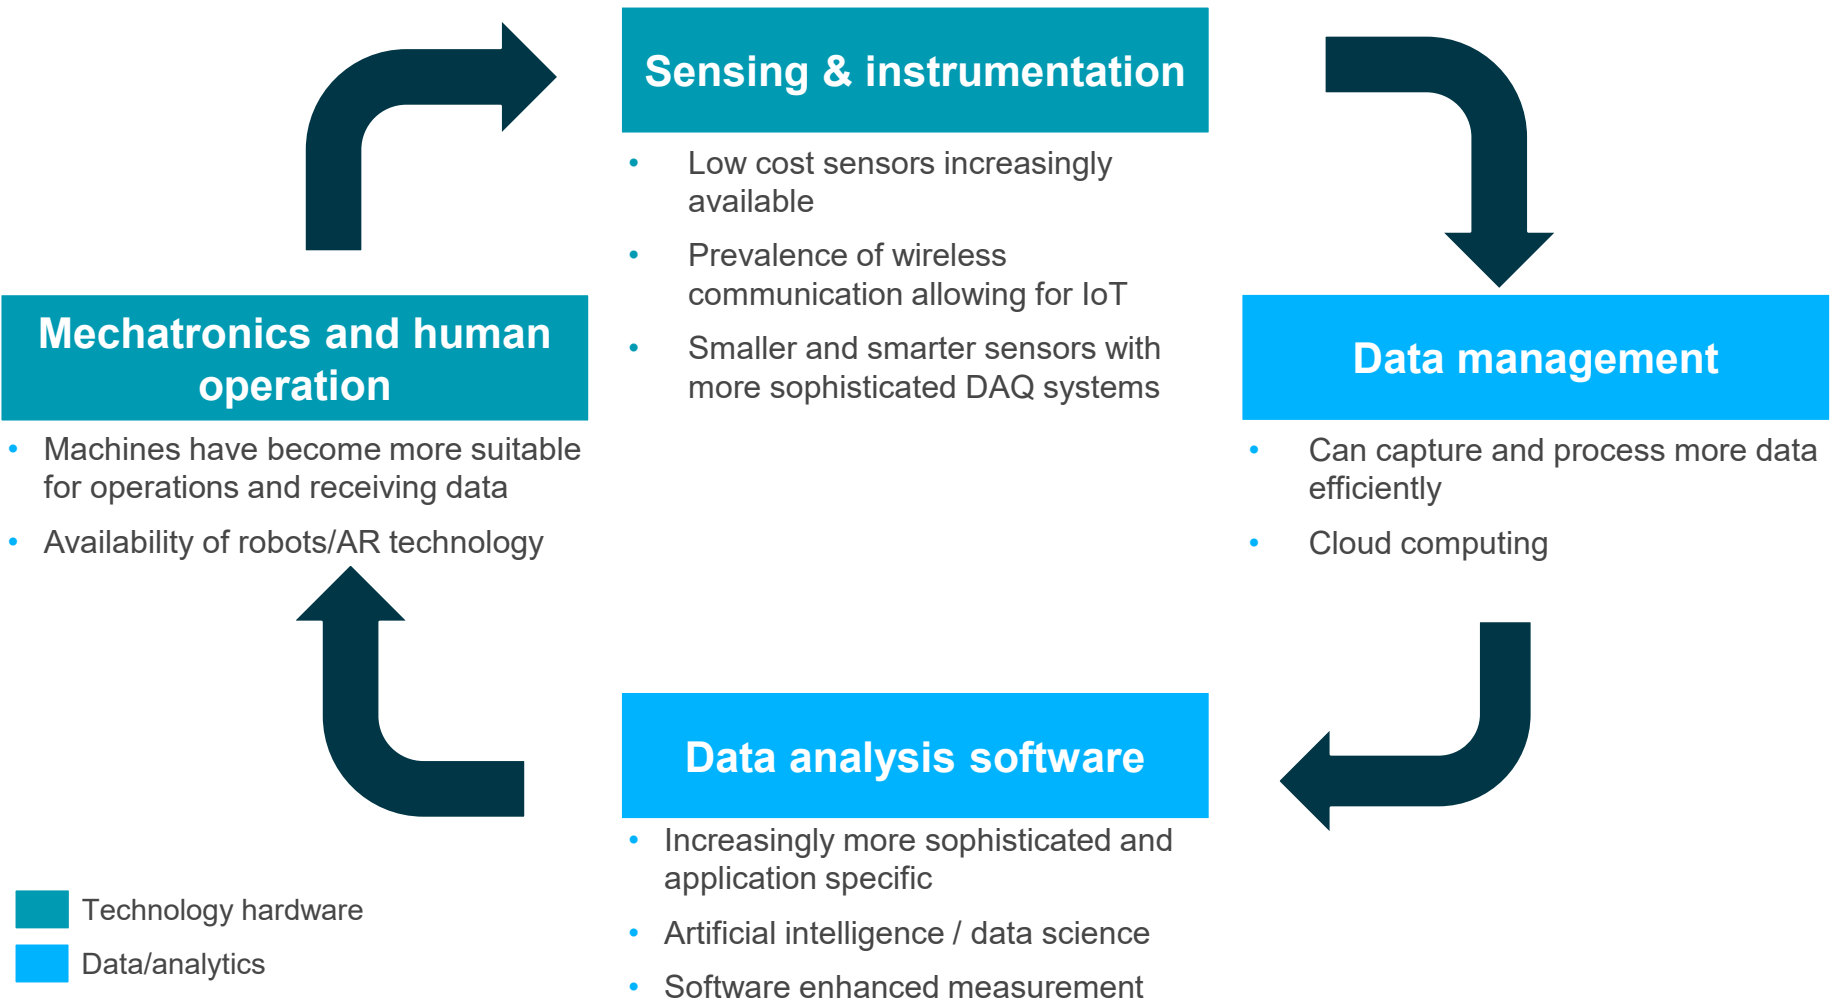 Sensing & instrumentation
• Low cost sensors increasingly
available
• Prevalence of wireless
communication allowing for IoT
• Smaller and smarter sensors with
more sophisticated DAQ systems
Mechatronics and human
operation
• Machines have become more suitable
for operations and receiving data
• Availability of robots/AR technology
Data management
• Can capture and process more data
efficiently
• Cloud computing
Data analysis software
• Increasingly more sophisticated and
application specific
• Artificial intelligence / data science
• Software enhanced measurement
Technology hardware
Data/analytics